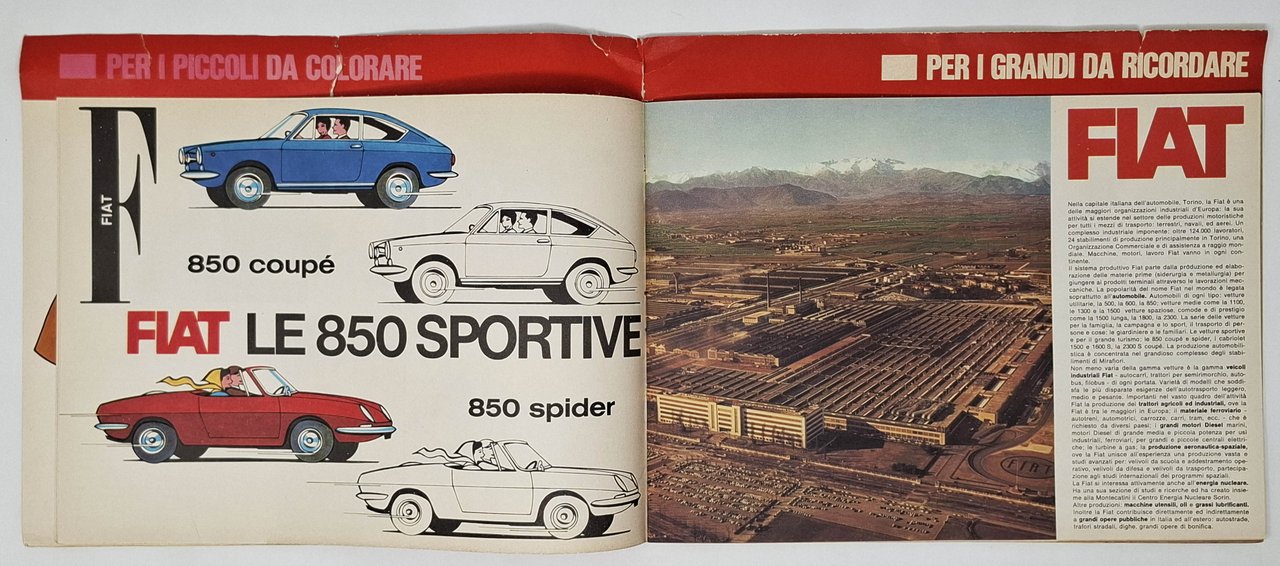 PER I PICCOLI DA COLORARE
F
FIAT
850 coupé
FIAT LE 850 SPORTIVE
850 spider
PER I GRANDI DA RICORDARE
FIAT
Nella capitale italiana dell'automobile, Torino, la Fiat è una
delle maggiori organizzazioni industriali d'Europa: la sua
attività si estende nel settore delle produzioni motoristiche
per tutti i mezzi di trasporto: terrestri, navali, ed aerei. Un
complesso industriale imponente: oltre 124.000 lavoratori,
24 stabilimenti di produzione principalmente in Torino, una
Organizzazione Commerciale e di assistenza a raggio mon-
diale. Macchine, motori, lavoro Fiat vanno in ogni con-
tinente.
Il sistema produttivo Fiat parte dalla produzione ed elabo-
razione delle materie prime (siderurgia e metallurgia) per
giungere ai prodotti terminali attraverso le lavorazioni mec-
caniche. La popoiarità del nome Fiat nel mondo è legata
soprattutto all'automobile. Automobili di ogni tipo: vetture
utilitarie, la 500, la 600, la 850; vetture medie come la 1100,
le 1300 e la 1500 vetture spaziose, comode e di prestigio
come la 1500 lunga, la 1800, la 2300. La serie delle vetture
per la famiglia, la campagna e lo sport, il trasporto di per-
sone e cose: le giardiniere e le familiari. Le vetture sportive
e per il grande turismo: le 850 coupé e spider, i cabriolet
1500 e 1600 S, la 2300 S coupé. La produzione automobili-
stica è concentrata nel grandioso complesso degli stabi-
limenti di Mirafiori.
Non meno varia della gamma vetture è la gamma veicoli
industriali Fiat - autocarri, trattori per semirimorchio, auto-
bus, filobus - di ogni portata. Varietà di modelli che soddi-
sfa le più disparate esigenze dell'autotrasporto: leggero,
medio e pesante. Importanti nel vasto quadro dell'attività
Fiat la produzione dei trattori agricoli ed industriali, ove la
Fiat è tra le maggiori in Europa; il materiale ferroviario -
autotreni, automotrici, carrozze, carri, tram, ecc. - che è
richiesto da diversi paesi; i grandi motori Diesel marini,
motori Diesel di grande media e piccola potenza per usi
industriali, ferroviari, per grandi e piccole centrali elettri-
che; le turbine a gas; la produzione aeronautica-spaziale,
ove la Fiat unisce all'esperienza una produzione vasta e
studi avanzati per: velivoli da scuola e addestramento ope-
rativo, velivoli da difesa e velivoli da trasporto, partecipa-
zione agli studi internazionali dei programmi spaziali.
La Fiat si interessa attivamente anche all'energia nucleare.
Ha una sua sezione di studi e ricerche ed ha creato insie-
me alla Montecatini il Centro Energia Nucleare Sorin.
Altre produzioni: macchine utensili, oli e grassi lubrificanti.
Inoltre la Fiat contribuisce direttamente ed indirettamente
a grandi opere pubbliche in Italia ed all'estero: autostrade,
trafori stradali, dighe, grandi opere di bonifica.
FIAT